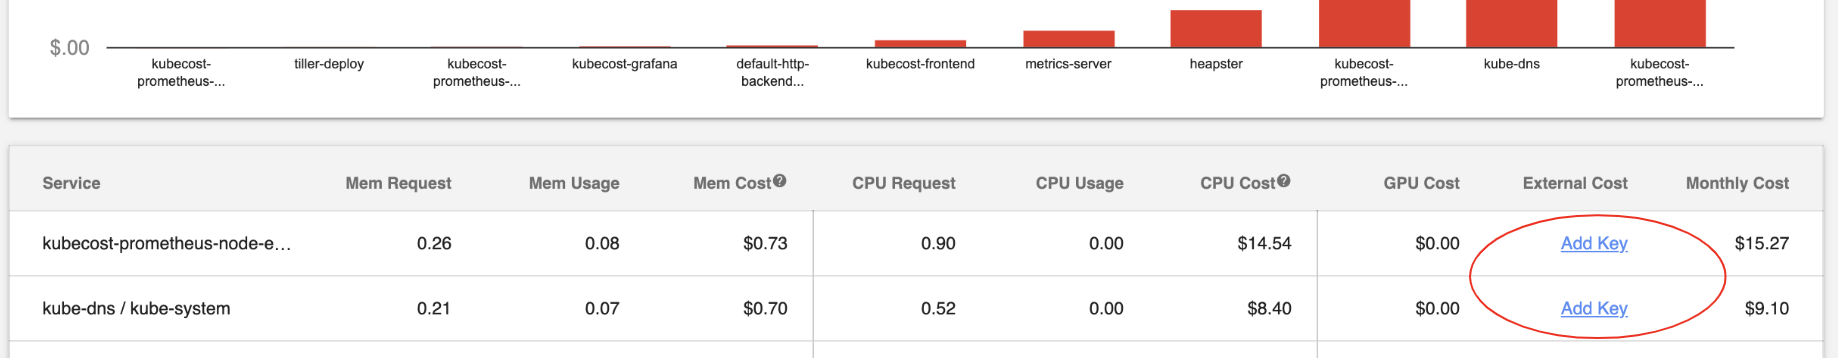 $.00
kubecost-
prometheus-...
tiller-deploy
kubecost-
prometheus-...
kubecost-grafana
default-http-
backend...
kubecost-frontend
metrics-server
heapster
kubecost-
prometheus-...
kube-dns
kubecost-
prometheus-...
Service Mem Request Mem Usage Mem Cost? CPU Request CPU Usage CPU Cost? GPU Cost External Cost Monthly Cost
kubecost-prometheus-node-e... 0.26 0.08 $0.73 0.90 0.00 $14.54 $0.00 Add Key $15.27
kube-dns / kube-system 0.21 0.07 $0.70 0.52 0.00 $8.40 $0.00 Add Key $9.10